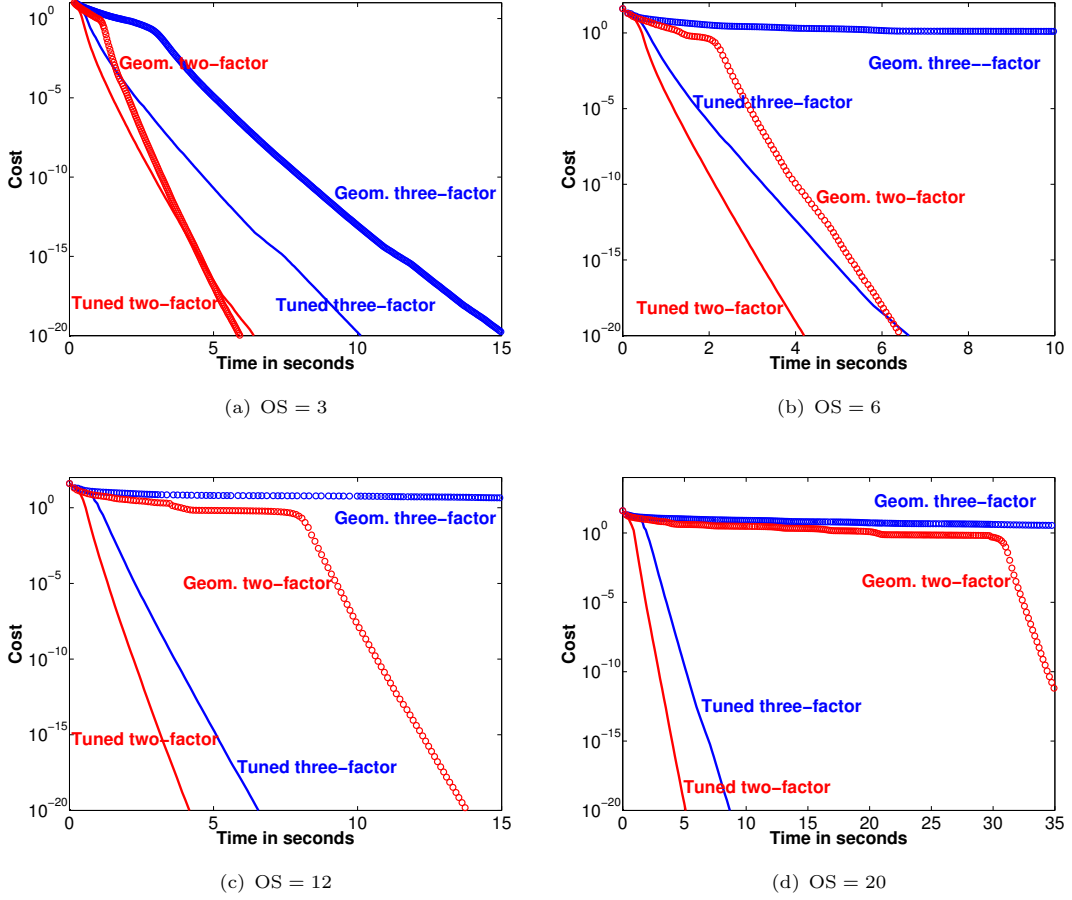 10^0
10^-5
10^-10
10^-15
10^-20
Cost
Geom. two-factor
Geom. three-factor
Tuned two-factor
Tuned three-factor
0
5
10
15
Time in seconds
(a) OS = 3
10^0
10^-5
10^-10
10^-15
10^-20
Cost
Geom. three--factor
Tuned three-factor
Geom. two-factor
Tuned two-factor
0
2
4
6
8
10
Time in seconds
(b) OS = 6
10^0
10^-5
10^-10
10^-15
10^-20
Cost
Geom. three-factor
Geom. two-factor
Tuned two-factor
Tuned three-factor
0
5
10
15
Time in seconds
(c) OS = 12
10^0
10^-5
10^-10
10^-15
10^-20
Cost
Geom. three-factor
Geom. two-factor
Tuned three-factor
Tuned two-factor
0
5
10
15
20
25
30
35
Time in seconds
(d) OS = 20